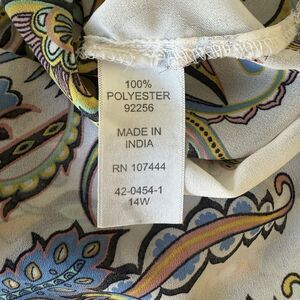 100%
POLYESTER
92256
MADE IN
INDIA
RN 107444
42-0454-1
14W